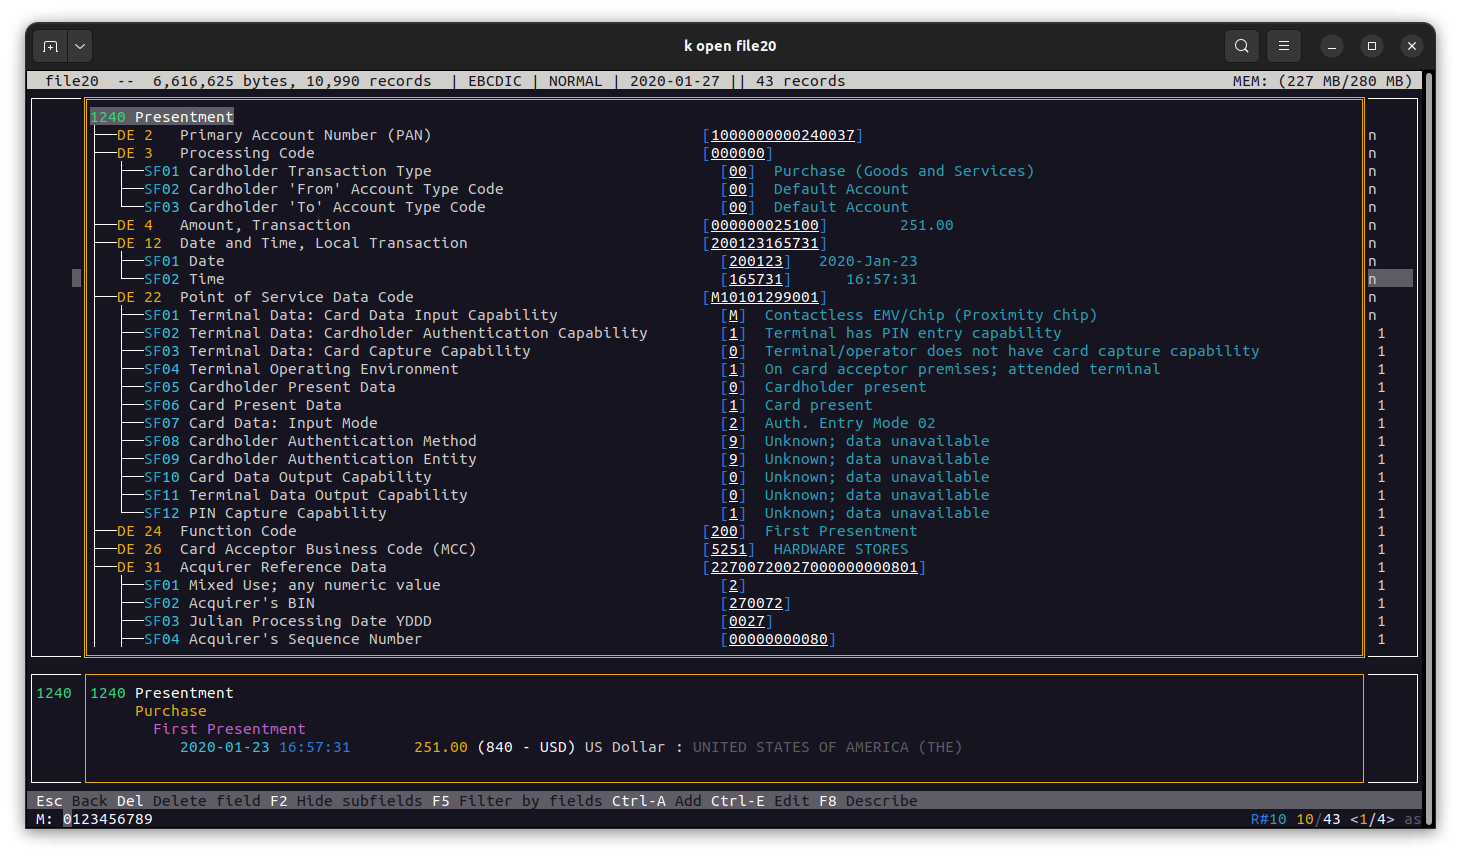 k open file20
file20 -- 6,616,625 bytes, 10,990 records | EBCDIC | NORMAL | 2020-01-27 || 43 records MEM: (227 MB/280 MB)
1240 Presentment
DE 2 Primary Account Number (PAN) [1000000000240037] n
DE 3 Processing Code [000000] n
SF01 Cardholder Transaction Type [00] Purchase (Goods and Services) n
SF02 Cardholder 'From' Account Type Code [00] Default Account n
SF03 Cardholder 'To' Account Type Code [00] Default Account n
DE 4 Amount, Transaction [000000025100] 251.00 n
DE 12 Date and Time, Local Transaction [200123165731] n
SF01 Date [200123] 2020-Jan-23 n
SF02 Time [165731] 16:57:31 n
DE 22 Point of Service Data Code [M10101299001] n
SF01 Terminal Data: Card Data Input Capability [M] Contactless EMV/Chip (Proximity Chip) n
SF02 Terminal Data: Cardholder Authentication Capability [1] Terminal has PIN entry capability 1
SF03 Terminal Data: Card Capture Capability [0] Terminal/operator does not have card capture capability 1
SF04 Terminal Operating Environment [1] On card acceptor premises; attended terminal 1
SF05 Cardholder Present Data [0] Cardholder present 1
SF06 Card Present Data [1] Card present 1
SF07 Card Data: Input Mode [2] Auth. Entry Mode 02 1
SF08 Cardholder Authentication Method [9] Unknown; data unavailable 1
SF09 Cardholder Authentication Entity [9] Unknown; data unavailable 1
SF10 Card Data Output Capability [0] Unknown; data unavailable 1
SF11 Terminal Data Output Capability [0] Unknown; data unavailable 1
SF12 PIN Capture Capability [1] Unknown; data unavailable 1
DE 24 Function Code [200] First Presentment 1
DE 26 Card Acceptor Business Code (MCC) [5251] HARDWARE STORES 1
DE 31 Acquirer Reference Data [22700720027000000000801] 1
SF01 Mixed Use; any numeric value [2] 1
SF02 Acquirer's BIN [270072] 1
SF03 Julian Processing Date YDDD [0027] 1
SF04 Acquirer's Sequence Number [00000000080] 1
1240 1240 Presentment
Purchase
First Presentment
2020-01-23 16:57:31 251.00 (840 - USD) US Dollar : UNITED STATES OF AMERICA (THE)
Esc Back Del Delete field F2 Hide subfields F5 Filter by fields Ctrl-A Add Ctrl-E Edit F8 Describe
M: 0123456789 R#10 10/43 <1/4> as